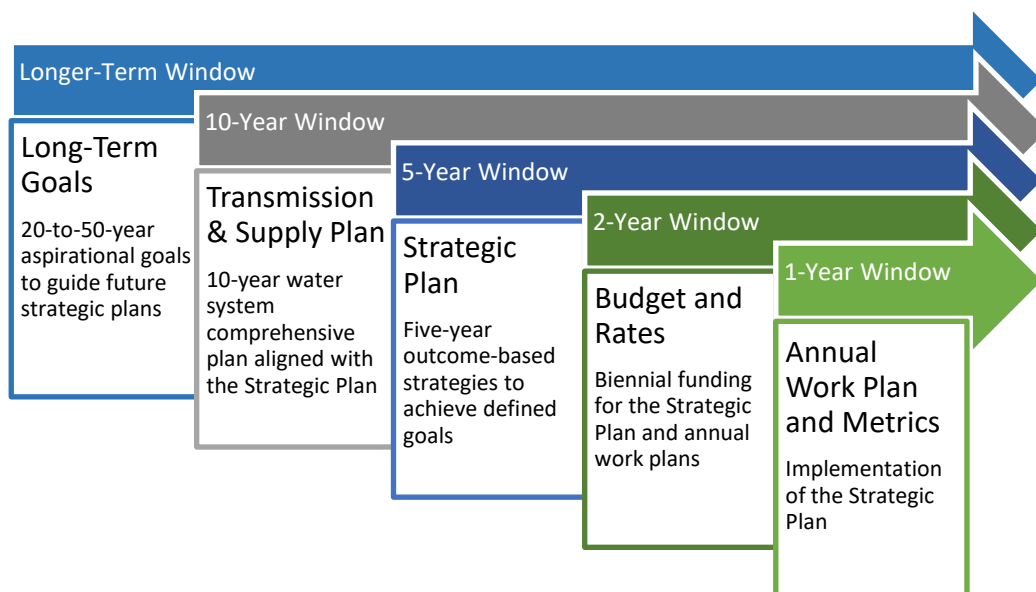 Longer-Term Window
Long-Term
Goals
20-to-50-year
aspirational goals
to guide future
strategic plans
10-Year Window
Transmission
& Supply Plan
10-year water
system
comprehensive
plan aligned with
the Strategic Plan
5-Year Window
Strategic
Plan
Five-year
outcome-based
strategies to
achieve defined
goals
2-Year Window
Budget and
Rates
Biennial funding
for the Strategic
Plan and annual
work plans
1-Year Window
Annual
Work Plan
and Metrics
Implementation
of the Strategic
Plan